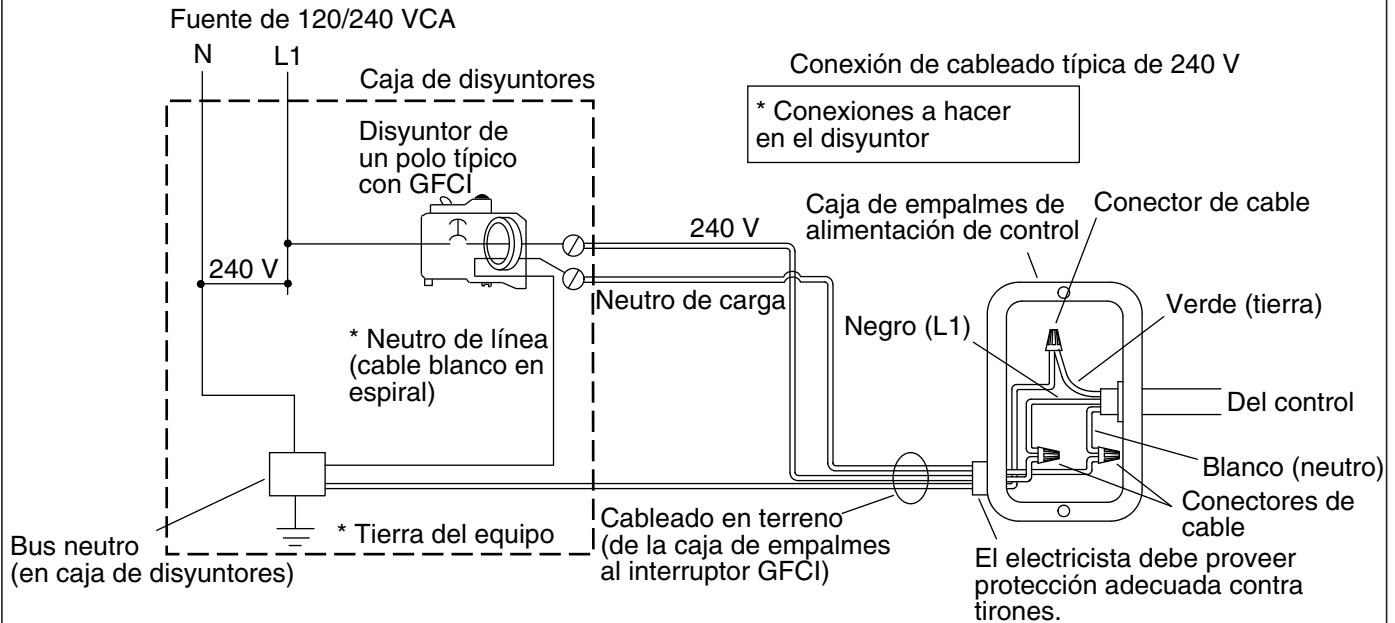 Fuente de 120/240 VCA
N
L1
Caja de disyuntores
Conexión de cableado típica de 240 V
* Conexiones a hacer
en el disyuntor
Disyuntor de
un polo típico
con GFCI
240 V
240 V
Neutro de carga
* Neutro de línea
(cable blanco en
espiral)
Caja de empalmes de
alimentación de control
Conector de cable
Verde (tierra)
Negro (L1)
Del control
Blanco (neutro)
Conectores de
cable
Bus neutro
(en caja de disyuntores)
* Tierra del equipo
Cableado en terreno
(de la caja de empalmes
al interruptor GFCI)
El electricista debe proveer
protección adecuada contra
tirones.